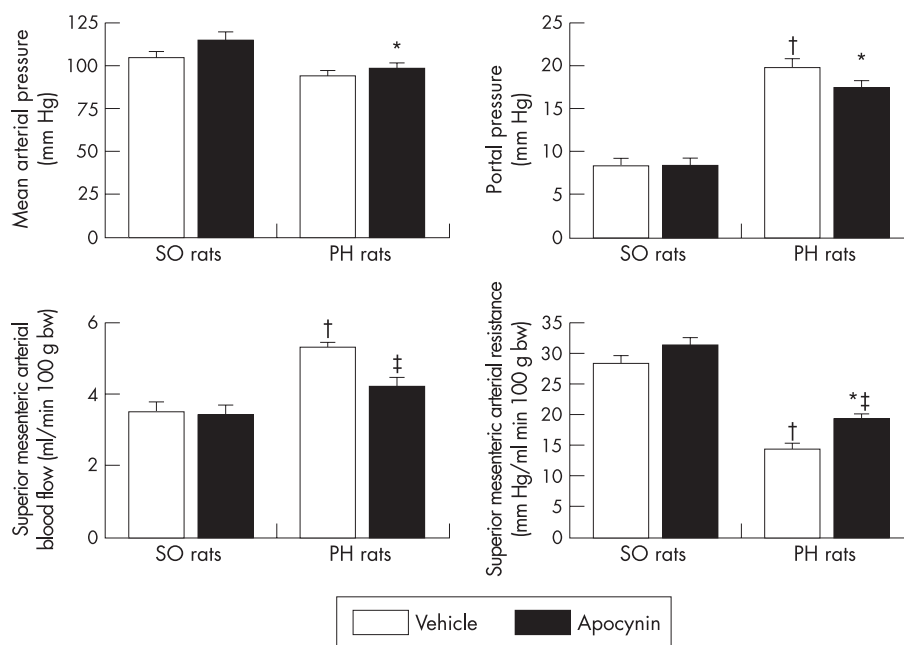 Mean arterial pressure
(mm Hg)
125
100
75
50
25
0
*
SO rats
PH rats
Portal pressure
(mm Hg)
25
20
15
10
5
0
†
*
SO rats
PH rats
Superior mesenteric arterial
blood flow (ml/min 100 g bw)
6
4
2
0
†
‡
SO rats
PH rats
Superior mesenteric arterial resistance
(mm Hg/ml min 100 g bw)
35
30
25
20
15
10
5
0
†
*‡
SO rats
PH rats
Vehicle
Apocynin